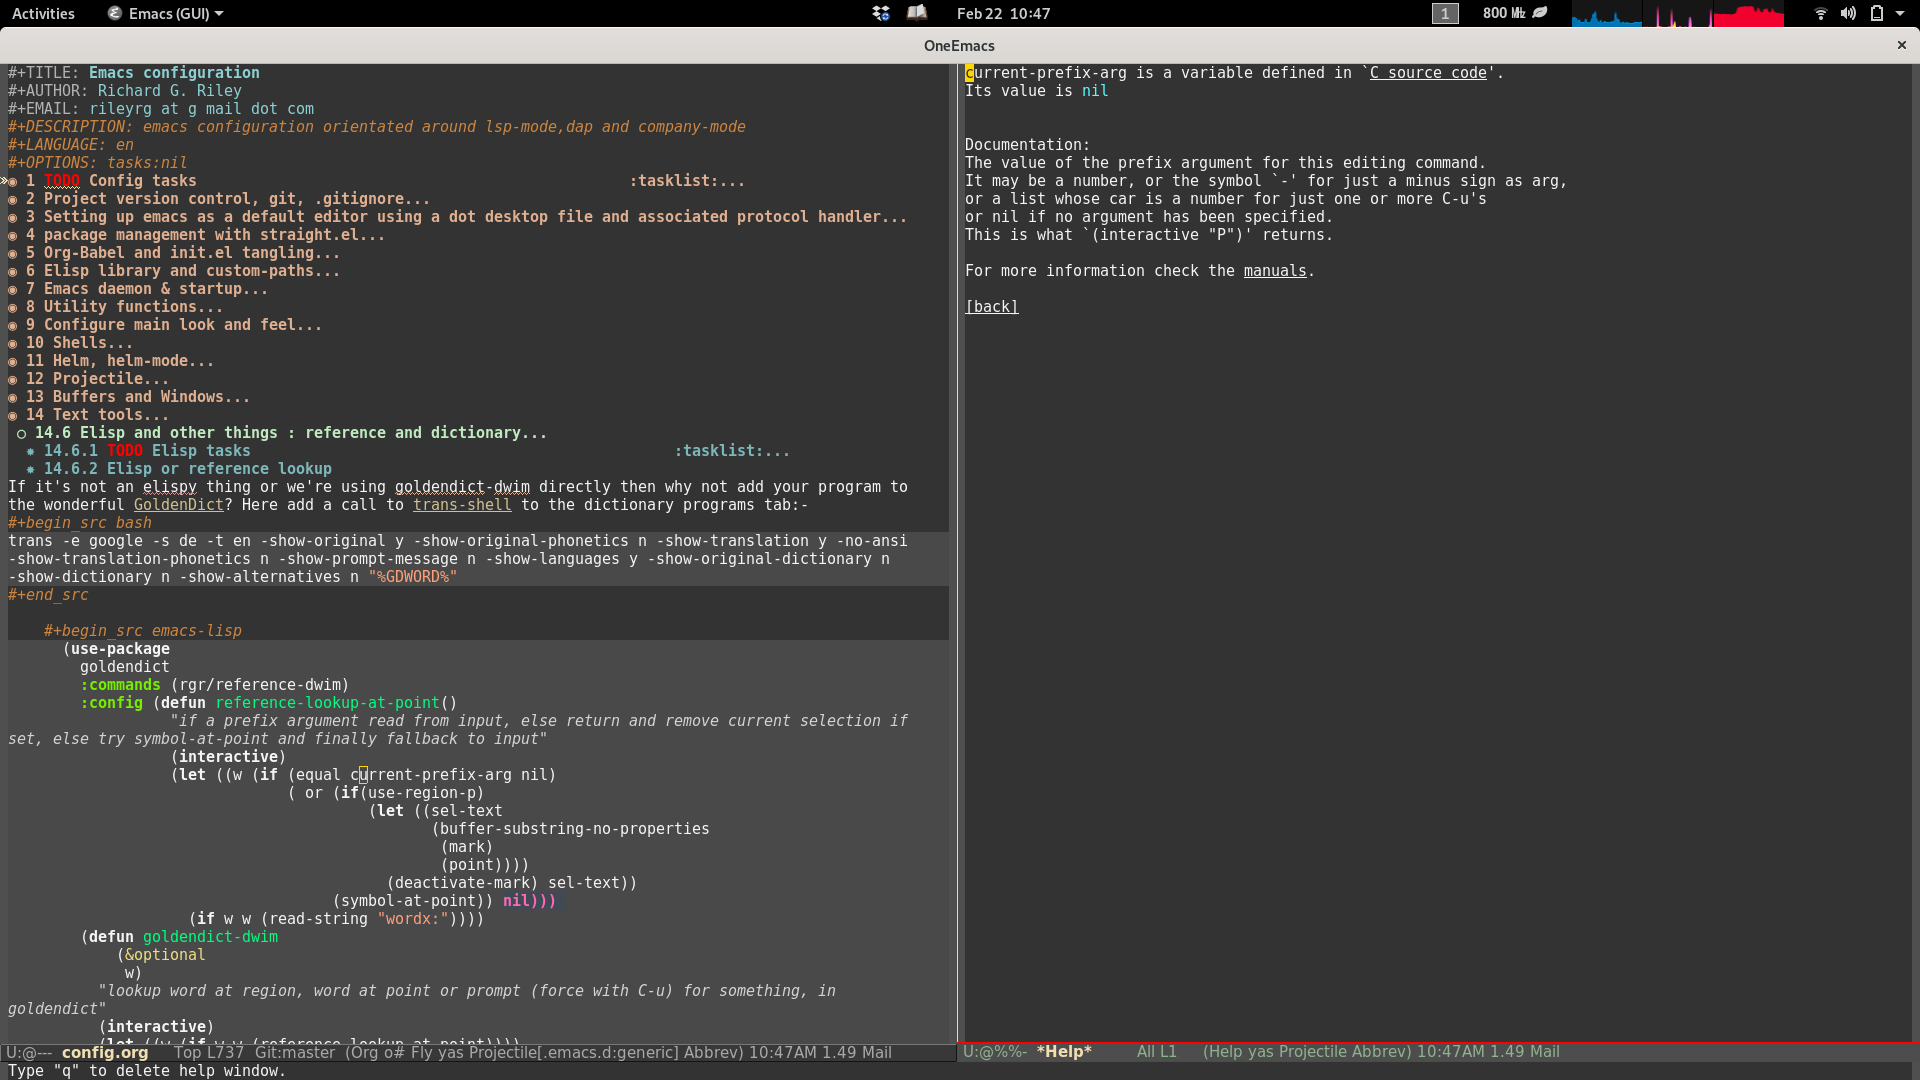 Activities Emacs (GUI) Feb 22 10:47 1 800 MHz
OneEmacs ×
#+TITLE: Emacs configuration
#+AUTHOR: Richard G. Riley
#+EMAIL: rileyrg at g mail dot com
#+DESCRIPTION: emacs configuration orientated around lsp-mode,dap and company-mode
#+LANGUAGE: en
#+OPTIONS: tasks:nil
◉ 1 TODO Config tasks :tasklist:...
◉ 2 Project version control, git, .gitignore...
◉ 3 Setting up emacs as a default editor using a dot desktop file and associated protocol handler...
◉ 4 package management with straight.el...
◉ 5 Org-Babel and init.el tangling...
◉ 6 Elisp library and custom-paths...
◉ 7 Emacs daemon & startup...
◉ 8 Utility functions...
◉ 9 Configure main look and feel...
◉ 10 Shells...
◉ 11 Helm, helm-mode...
◉ 12 Projectile...
◉ 13 Buffers and Windows...
◉ 14 Text tools...
○ 14.6 Elisp and other things : reference and dictionary...
✸ 14.6.1 TODO Elisp tasks :tasklist:...
✸ 14.6.2 Elisp or reference lookup
If it's not an elispy thing or we're using goldendict-dwim directly then why not add your program to
the wonderful GoldenDict? Here add a call to trans-shell to the dictionary programs tab:-
#+begin_src bash
trans -e google -s de -t en -show-original y -show-original-phonetics n -show-translation y -no-ansi
-show-translation-phonetics n -show-prompt-message n -show-languages y -show-original-dictionary n
-show-dictionary n -show-alternatives n "%GDWORD%"
#+end_src
#+begin_src emacs-lisp
(use-package
goldendict
:commands (rgr/reference-dwim)
:config (defun reference-lookup-at-point()
"if a prefix argument read from input, else return and remove current selection if
set, else try symbol-at-point and finally fallback to input"
(interactive)
(let ((w (if (equal current-prefix-arg nil)
( or (if(use-region-p)
(let ((sel-text
(buffer-substring-no-properties
(mark)
(point))))
(deactivate-mark) sel-text))
(symbol-at-point)) nil)))
(if w w (read-string "wordx:"))))
(defun goldendict-dwim
(&optional
w)
"lookup word at region, word at point or prompt (force with C-u) for something, in
goldendict"
(interactive)
(let ((w (if w w (reference-lookup-at-point))))
U:@--- config.org Top L737 Git:master (Org o# Fly yas Projectile[.emacs.d:generic] Abbrev) 10:47AM 1.49 Mail
Type "q" to delete help window.
current-prefix-arg is a variable defined in `C source code'.
Its value is nil
Documentation:
The value of the prefix argument for this editing command.
It may be a number, or the symbol `-' for just a minus sign as arg,
or a list whose car is a number for just one or more C-u's
or nil if no argument has been specified.
This is what `(interactive "P")' returns.
For more information check the manuals.
[back]
U:@%%- *Help* All L1 (Help yas Projectile Abbrev) 10:47AM 1.49 Mail